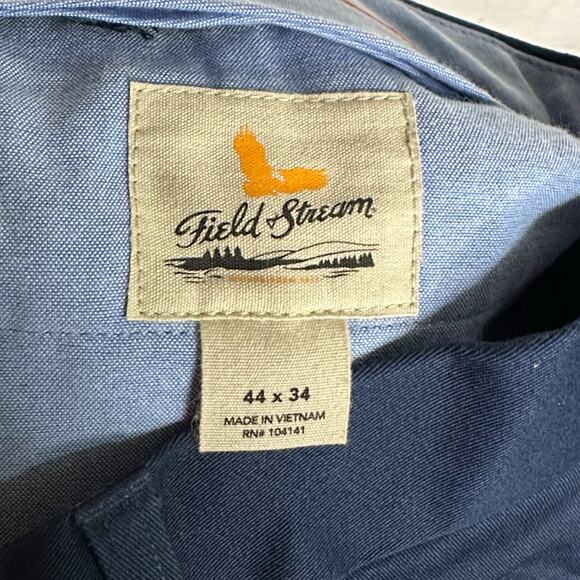 Field & Stream
44 x 34
MADE IN VIETNAM
RN# 104141